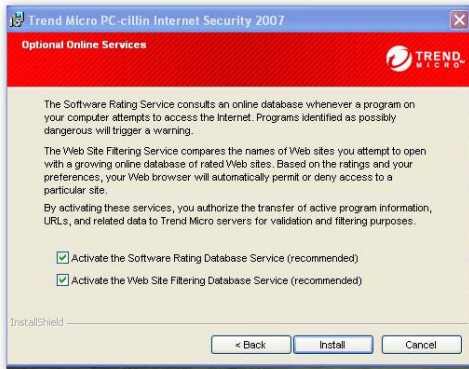 Trend Micro PC-cillin Internet Security 2007
Optional Online Services
TREND
MICRO
The Software Rating Service consults an online database whenever a program on
your computer attempts to access the Internet. Programs identified as possibly
dangerous will trigger a warning.
The Web Site Filtering Service compares the names of Web sites you attempt to open
with a growing online database of rated Web sites. Based on the ratings and your
preferences, your Web browser will automatically permit or deny access to a
particular site.
By activating these services, you authorize the transfer of active program information,
URLs, and related data to Trend Micro servers for validation and filtering purposes.
Activate the Software Rating Database Service (recommended)
Activate the Web Site Filtering Database Service (recommended)
InstallShield
< Back
Install
Cancel